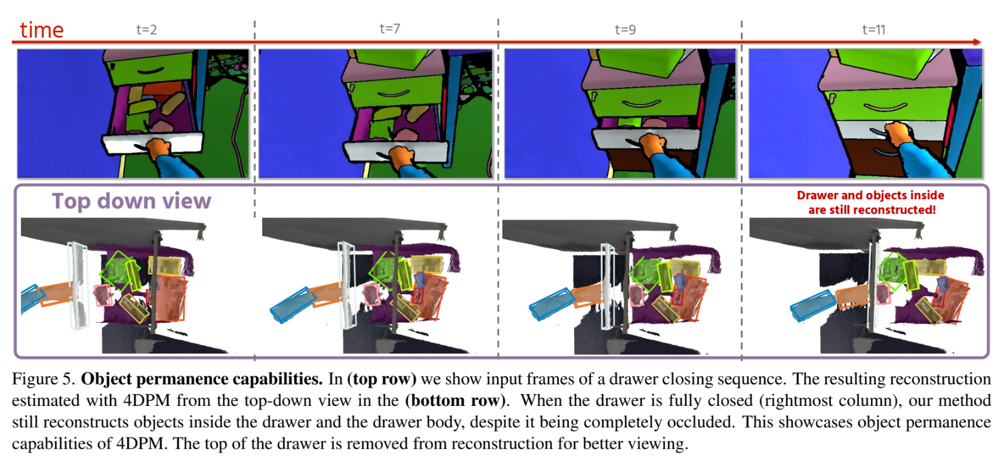 time
t=2
t=7
t=9
t=11
Top down view
Drawer and objects inside
are still reconstructed!
Figure 5. Object permanence capabilities. In (top row) we show input frames of a drawer closing sequence. The resulting reconstruction
estimated with 4DPM from the top-down view in the (bottom row). When the drawer is fully closed (rightmost column), our method
still reconstructs objects inside the drawer and the drawer body, despite it being completely occluded. This showcases object permanence
capabilities of 4DPM. The top of the drawer is removed from reconstruction for better viewing.